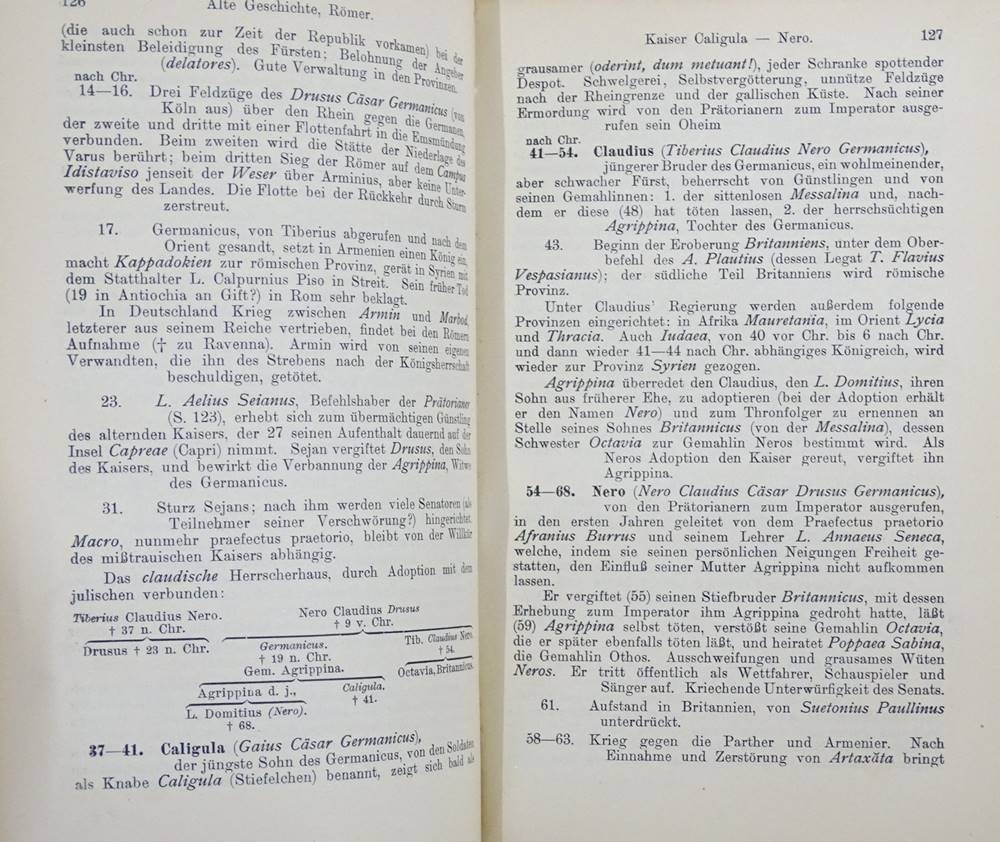 126 Alte Geschichte, Römer.
(die auch schon zur Zeit der Republik vorkamen) bei der
kleinsten Beleidigung des Fürsten; Belohnung der Angeber
(delatores). Gute Verwaltung in den Provinzen.
nach Chr.
14—16. Drei Feldzüge des Drusus Cäsar Germanicus (von
Köln aus) über den Rhein gegen die Germanen,
der zweite und dritte mit einer Flottenfahrt in die Emsmündung
verbunden. Beim zweiten wird die Stätte der Niederlage des
Varus berührt; beim dritten Sieg der Römer auf dem Campus
Idistaviso jenseit der Weser über Arminius, aber keine Unter-
werfung des Landes. Die Flotte bei der Rückkehr durch Sturm
zerstreut.
17. Germanicus, von Tiberius abgerufen und nach dem
Orient gesandt, setzt in Armenien einen König ein,
macht Kappadokien zur römischen Provinz, gerät in Syrien mit
dem Statthalter L. Calpurnius Piso in Streit. Sein früher Tod
(19 in Antiochia an Gift?) in Rom sehr beklagt.
In Deutschland Krieg zwischen Armin und Marbod,
letzterer aus seinem Reiche vertrieben, findet bei den Römern
Aufnahme († zu Ravenna). Armin wird von seinen eigenen
Verwandten, die ihn des Strebens nach der Königsherrschaft
beschuldigen, getötet.
23. L. Aelius Seianus, Befehlshaber der Prätorianer
(S. 123), erhebt sich zum übermächtigen Günstling
des alternden Kaisers, der 27 seinen Aufenthalt dauernd auf der
Insel Capreae (Capri) nimmt. Sejan vergiftet Drusus, den Sohn
des Kaisers, und bewirkt die Verbannung der Agrippina, Witwe
des Germanicus.
31. Sturz Sejans; nach ihm werden viele Senatoren (als
Teilnehmer seiner Verschwörung?) hingerichtet.
Macro, nunmehr praefectus praetorio, bleibt von der Willkür
des mißtrauischen Kaisers abhängig.
Das claudische Herrscherhaus, durch Adoption mit dem
julischen verbunden:
Tiberius Claudius Nero. Nero Claudius Drusus
† 37 n. Chr. † 9 v. Chr.
Drusus † 23 n. Chr. Germanicus. Tib. Claudius Nero.
† 19 n. Chr. † 54.
Gem. Agrippina. Octavia, Britannicus.
Agrippina d. j., Caligula.
† 41.
L. Domitius (Nero).
† 68.
37—41. Caligula (Gaius Cäsar Germanicus),
der jüngste Sohn des Germanicus, von den Soldaten
als Knabe Caligula (Stiefelchen) benannt, zeigt sich bald als
Kaiser Caligula — Nero. 127
grausamer (oderint, dum metuant!), jeder Schranke spottender
Despot. Schwelgerei, Selbstvergötterung, unnütze Feldzüge
nach der Rheingrenze und der gallischen Küste. Nach seiner
Ermordung wird von den Prätorianern zum Imperator ausge-
rufen sein Oheim
nach Chr.
41—54. Claudius (Tiberius Claudius Nero Germanicus),
jüngerer Bruder des Germanicus, ein wohlmeinender,
aber schwacher Fürst, beherrscht von Günstlingen und von
seinen Gemahlinnen: 1. der sittenlosen Messalina und, nach-
dem er diese (48) hat töten lassen, 2. der herrschsüchtigen
Agrippina, Tochter des Germanicus.
43. Beginn der Eroberung Britanniens, unter dem Ober-
befehl des A. Plautius (dessen Legat T. Flavius
Vespasianus); der südliche Teil Britanniens wird römische
Provinz.
Unter Claudius' Regierung werden außerdem folgende
Provinzen eingerichtet: in Afrika Mauretania, im Orient Lycia
und Thracia. Auch Iudaea, von 40 vor Chr. bis 6 nach Chr.
und dann wieder 41—44 nach Chr. abhängiges Königreich, wird
wieder zur Provinz Syrien gezogen.
Agrippina überredet den Claudius, den L. Domitius, ihren
Sohn aus früherer Ehe, zu adoptieren (bei der Adoption erhält
er den Namen Nero) und zum Thronfolger zu ernennen an
Stelle seines Sohnes Britannicus (von der Messalina), dessen
Schwester Octavia zur Gemahlin Neros bestimmt wird. Als
Neros Adoption den Kaiser gereut, vergiftet ihn
Agrippina.
54—68. Nero (Nero Claudius Cäsar Drusus Germanicus),
von den Prätorianern zum Imperator ausgerufen,
in den ersten Jahren geleitet von dem Praefectus praetorio
Afranius Burrus und seinem Lehrer L. Annaeus Seneca,
welche, indem sie seinen persönlichen Neigungen Freiheit ge-
statten, den Einfluß seiner Mutter Agrippina nicht aufkommen
lassen.
Er vergiftet (55) seinen Stiefbruder Britannicus, mit dessen
Erhebung zum Imperator ihm Agrippina gedroht hatte, läßt
(59) Agrippina selbst töten, verstößt seine Gemahlin Octavia,
die er später ebenfalls töten läßt, und heiratet Poppaea Sabina,
die Gemahlin Othos. Ausschweifungen und grausames Wüten
Neros. Er tritt öffentlich als Wettfahrer, Schauspieler und
Sänger auf. Kriechende Unterwürfigkeit des Senats.
61. Aufstand in Britannien, von Suetonius Paullinus
unterdrückt.
58—63. Krieg gegen die Parther und Armenier. Nach
Einnahme und Zerstörung von Artaxăta bringt